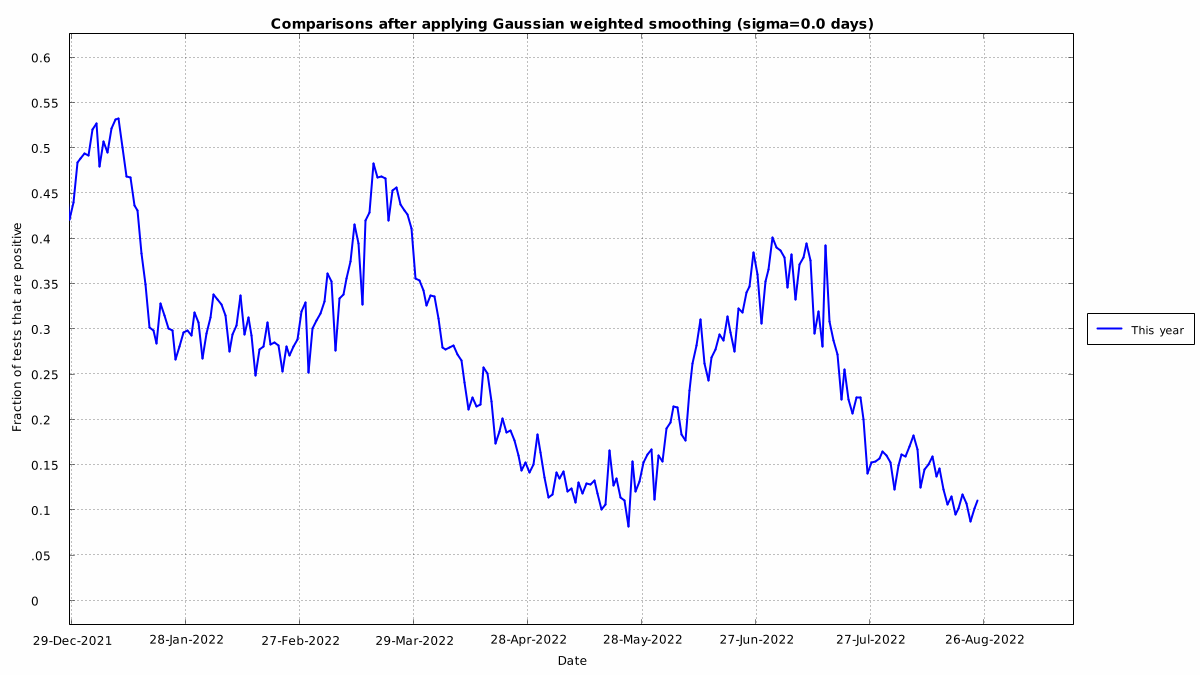 Comparisons after applying Gaussian weighted smoothing (sigma=0.0 days)
0.6
0.55
0.5
0.45
0.4
0.35
0.3
0.25
0.2
0.15
0.1
.05
0
Fraction of tests that are positive
29-Dec-2021 28-Jan-2022 27-Feb-2022 29-Mar-2022 28-Apr-2022 28-May-2022 27-Jun-2022 27-Jul-2022 26-Aug-2022
Date
This year